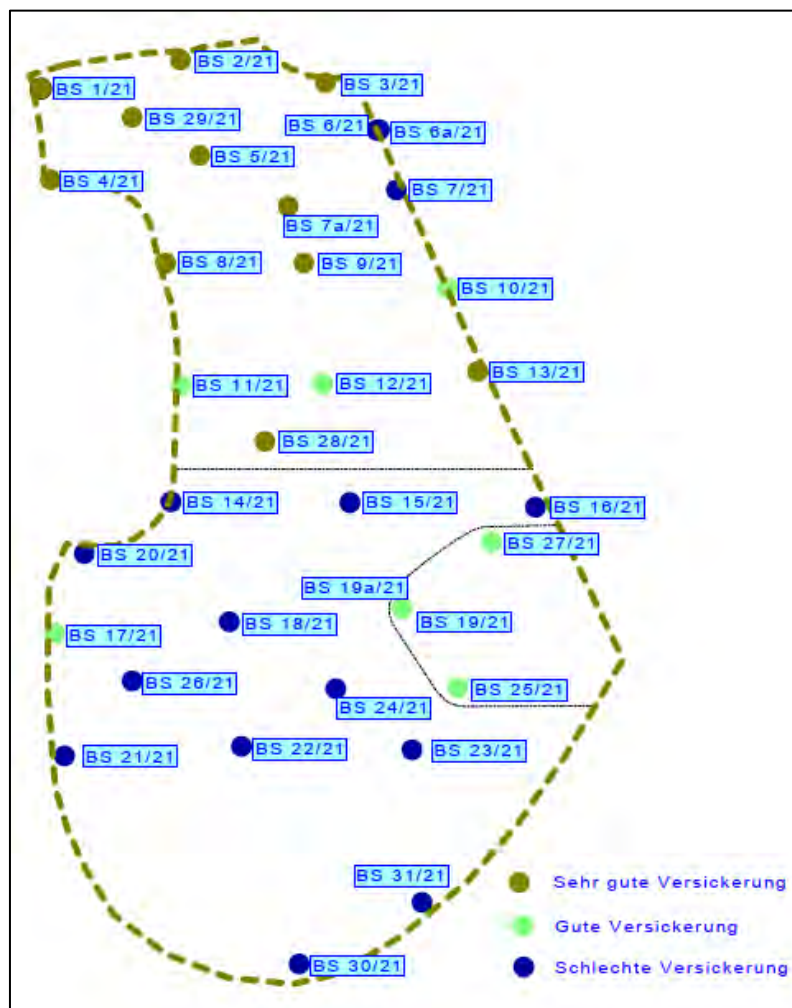 BS 2/21
BS 1/21
BS 3/21
BS 29/21
BS 6/21
BS 6a/21
BS 5/21
BS 4/21
BS 7/21
BS 7a/21
BS 8/21
BS 9/21
BS 10/21
BS 13/21
BS 11/21
BS 12/21
BS 28/21
BS 14/21
BS 15/21
BS 16/21
BS 27/21
BS 20/21
BS 19a/21
BS 18/21
BS 19/21
BS 17/21
BS 26/21
BS 25/21
BS 24/21
BS 22/21
BS 23/21
BS 21/21
BS 31/21
Sehr gute Versickerung
Gute Versickerung
BS 30/21
Schlechte Versickerung